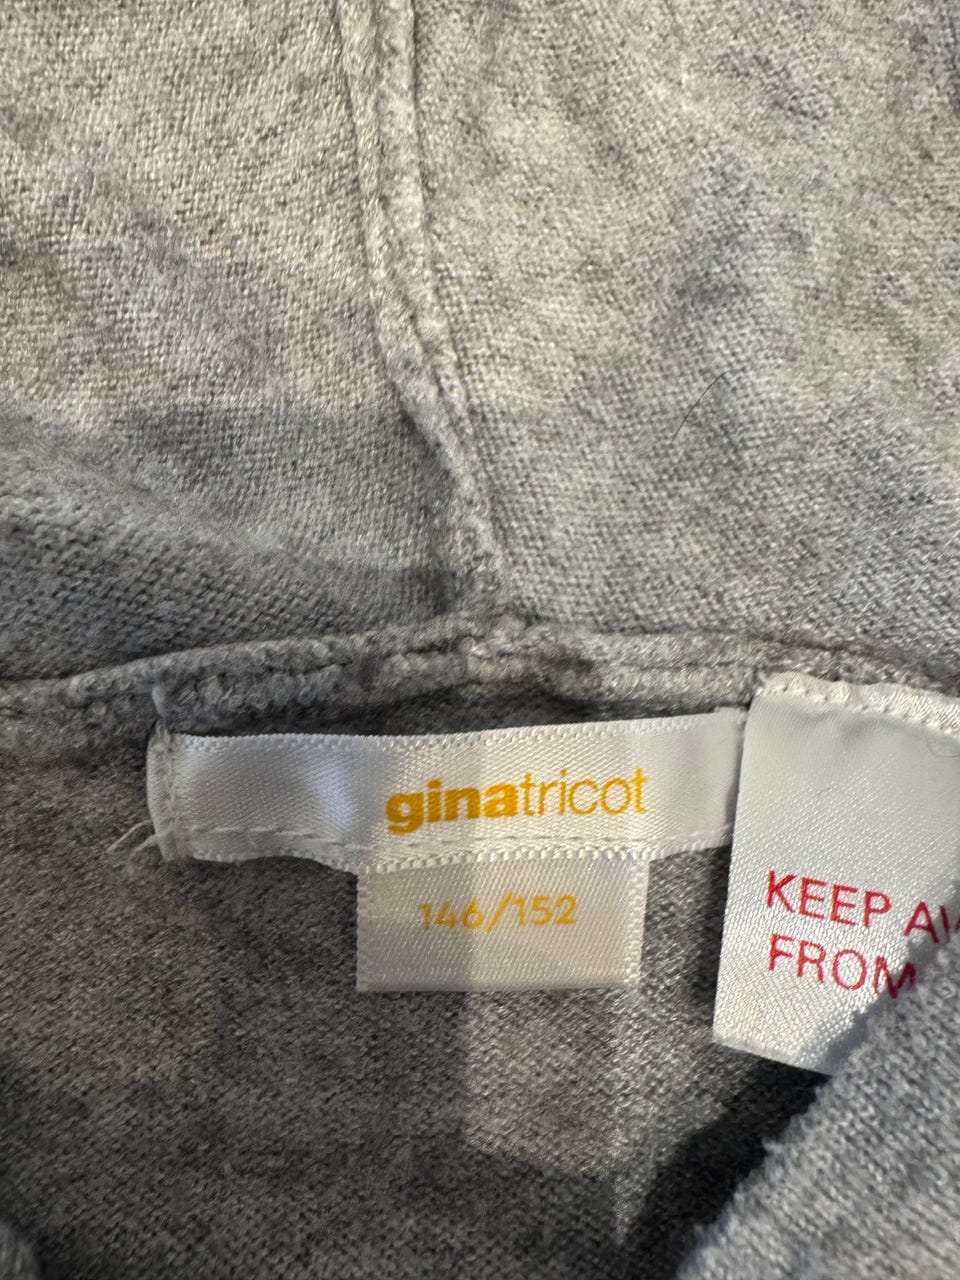 ginatricot
146/152
KEEP
FROM